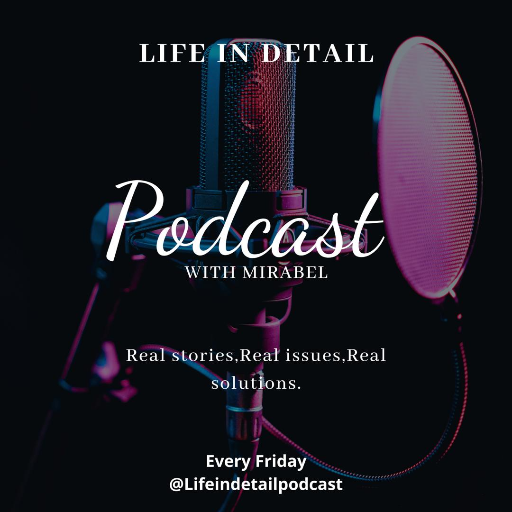 LIFE IN DETAIL
Podcast
WITH MIRABEL
Real stories,Real issues,Real
solutions.
Every Friday
@Lifeindetailpodcast